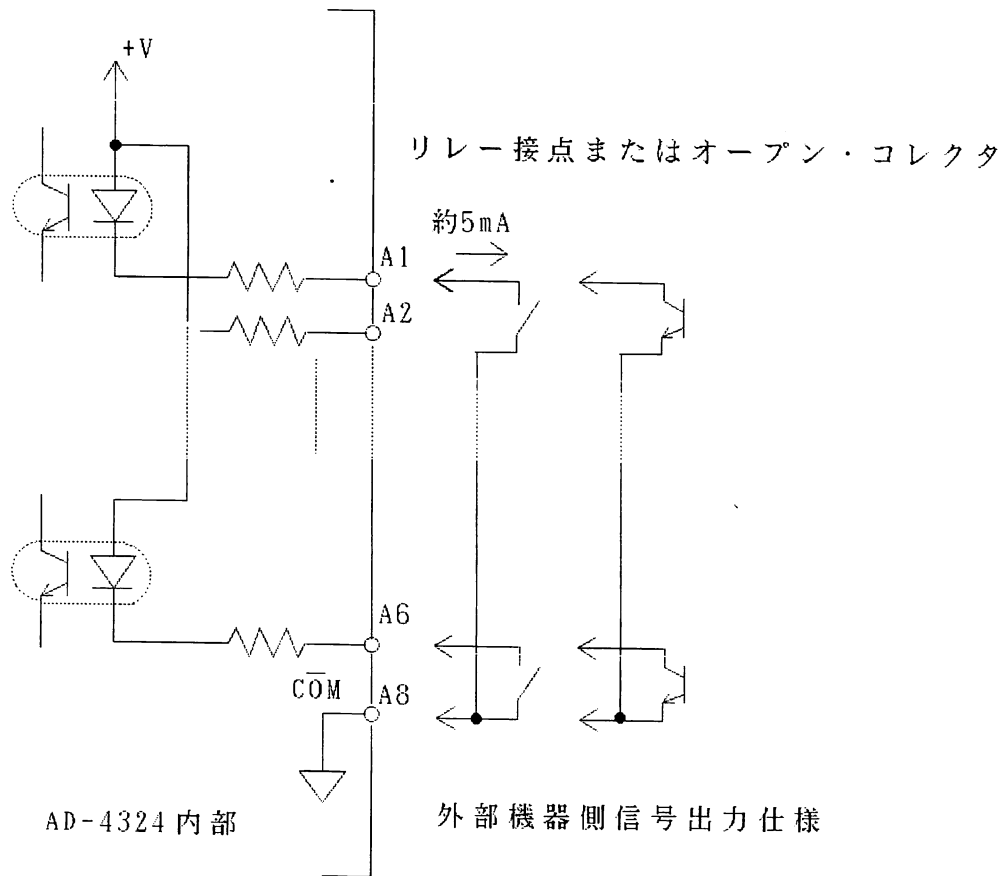 +V
リレー接点またはオープン・コレクタ
約5mA
A1
A2
A6
COM
A8
AD-4324内部
外部機器側信号出力仕様